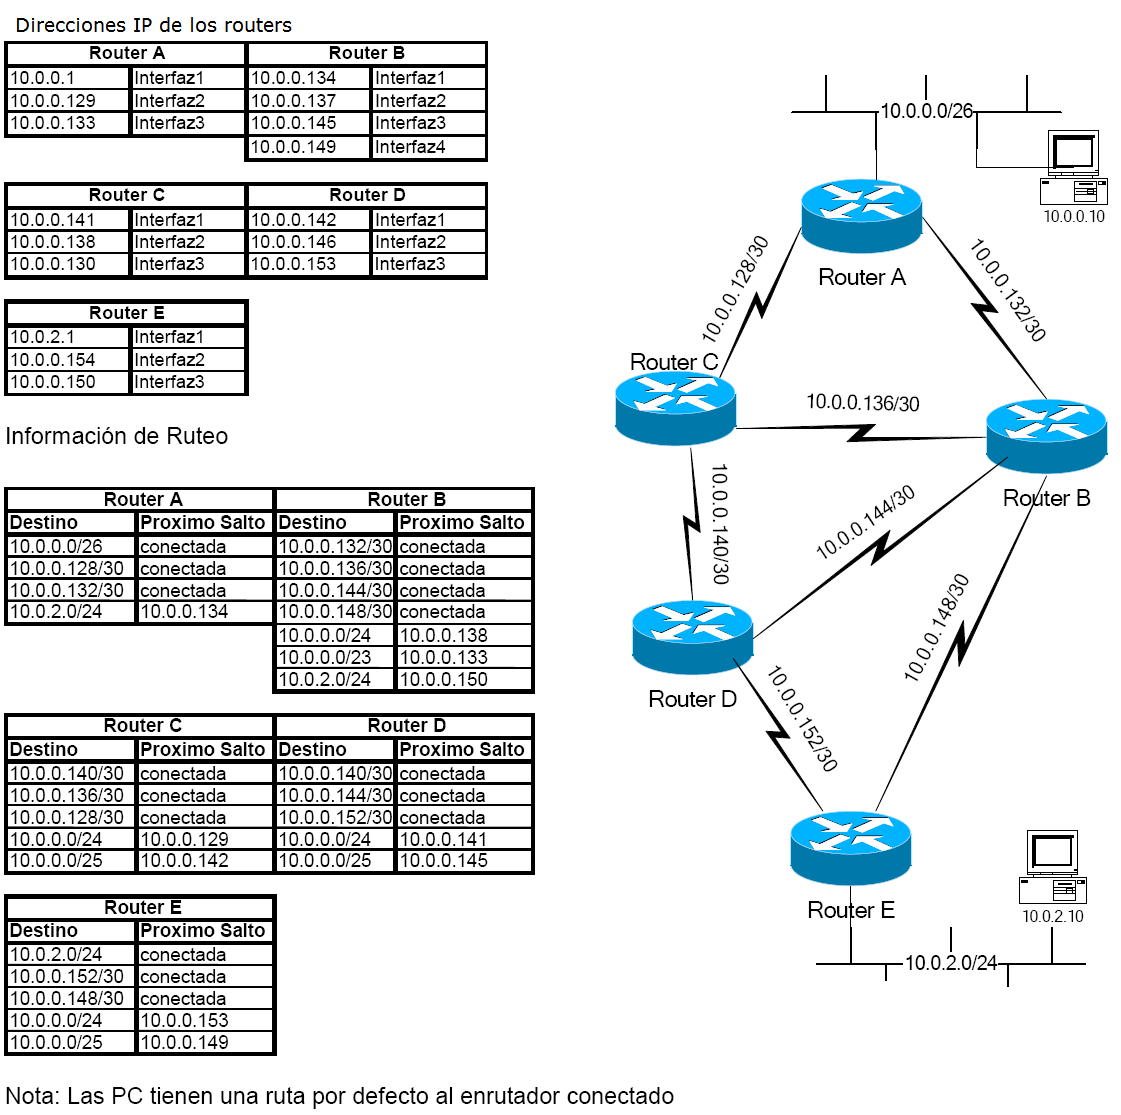 Direcciones IP de los routers
Router A Router B
10.0.0.1 Interfaz1 10.0.0.134 Interfaz1
10.0.0.129 Interfaz2 10.0.0.137 Interfaz2
10.0.0.133 Interfaz3 10.0.0.145 Interfaz3
10.0.0.149 Interfaz4
Router C Router D
10.0.0.141 Interfaz1 10.0.0.142 Interfaz1
10.0.0.138 Interfaz2 10.0.0.146 Interfaz2
10.0.0.130 Interfaz3 10.0.0.153 Interfaz3
Router E
10.0.2.1 Interfaz1
10.0.0.154 Interfaz2
10.0.0.150 Interfaz3
Información de Ruteo
Router A Router B
Destino Proximo Salto Destino Proximo Salto
10.0.0.0/26 conectada 10.0.0.132/30 conectada
10.0.0.128/30 conectada 10.0.0.136/30 conectada
10.0.0.132/30 conectada 10.0.0.144/30 conectada
10.0.2.0/24 10.0.0.134 10.0.0.148/30 conectada
10.0.0.0/24 10.0.0.138
10.0.0.0/23 10.0.0.133
10.0.2.0/24 10.0.0.150
Router C Router D
Destino Proximo Salto Destino Proximo Salto
10.0.0.140/30 conectada 10.0.0.140/30 conectada
10.0.0.136/30 conectada 10.0.0.144/30 conectada
10.0.0.128/30 conectada 10.0.0.152/30 conectada
10.0.0.0/24 10.0.0.129 10.0.0.0/24 10.0.0.141
10.0.0.0/25 10.0.0.142 10.0.0.0/25 10.0.0.145
Router E
Destino Proximo Salto
10.0.2.0/24 conectada
10.0.0.152/30 conectada
10.0.0.148/30 conectada
10.0.0.0/24 10.0.0.153
10.0.0.0/25 10.0.0.149
Nota: Las PC tienen una ruta por defecto al enrutador conectado
10.0.0.0/26
10.0.0.10
Router A
10.0.0.128/30
10.0.0.132/30
Router C
10.0.0.136/30
Router B
10.0.0.140/30
10.0.0.144/30
10.0.0.148/30
Router D
10.0.0.152/30
Router E
10.0.2.10
10.0.2.0/24